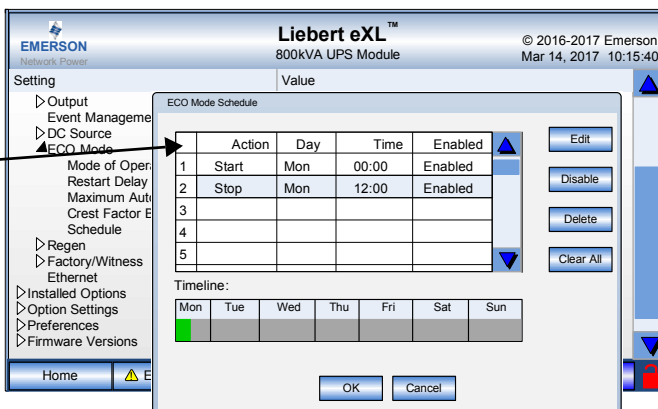 EMERSON
Network Power
Liebert eXL™
800kVA UPS Module
© 2016-2017 Emerson
Mar 14, 2017 10:15:40
Setting Value
Output
Event Manageme
DC Source
ECO Mode
Mode of Oper
Restart Delay
Maximum Aut
Crest Factor
Schedule
Regen
Factory/Witness
Ethernet
Installed Options
Option Settings
Preferences
Firmware Versions
ECO Mode Schedule
Action Day Time Enabled
1 Start Mon 00:00 Enabled
2 Stop Mon 12:00 Enabled
3
4
5
Edit
Disable
Delete
Clear All
Timeline:
Mon Tue Wed Thu Fri Sat Sun
OK Cancel
Home E